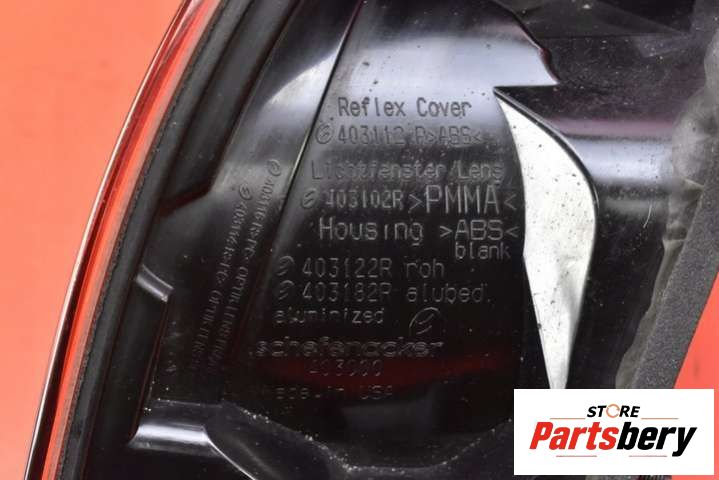 Reflex Cover
403112R>ABS<
Lichtfenster/Lens
403102R>PMMA<
Housing >ABS<
blank
403122R roh
403182R alubed.
aluminized
schefenacker
403000
USA
STORE
Partsbery